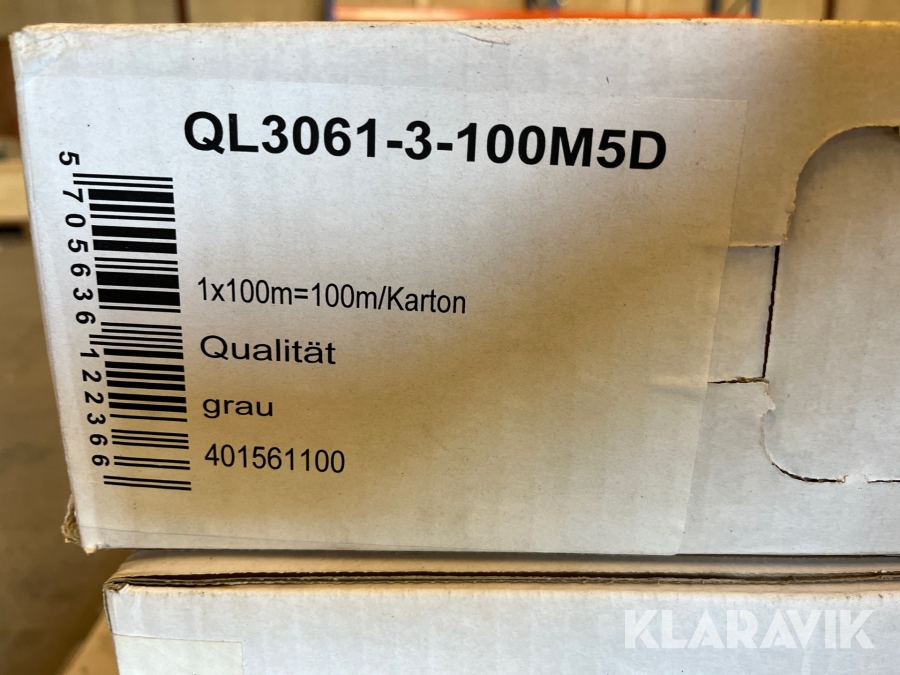 QL3061-3-100M5D
5705636122366
1x100m=100m/Karton
Qualität
grau
401561100
KLARAVIK